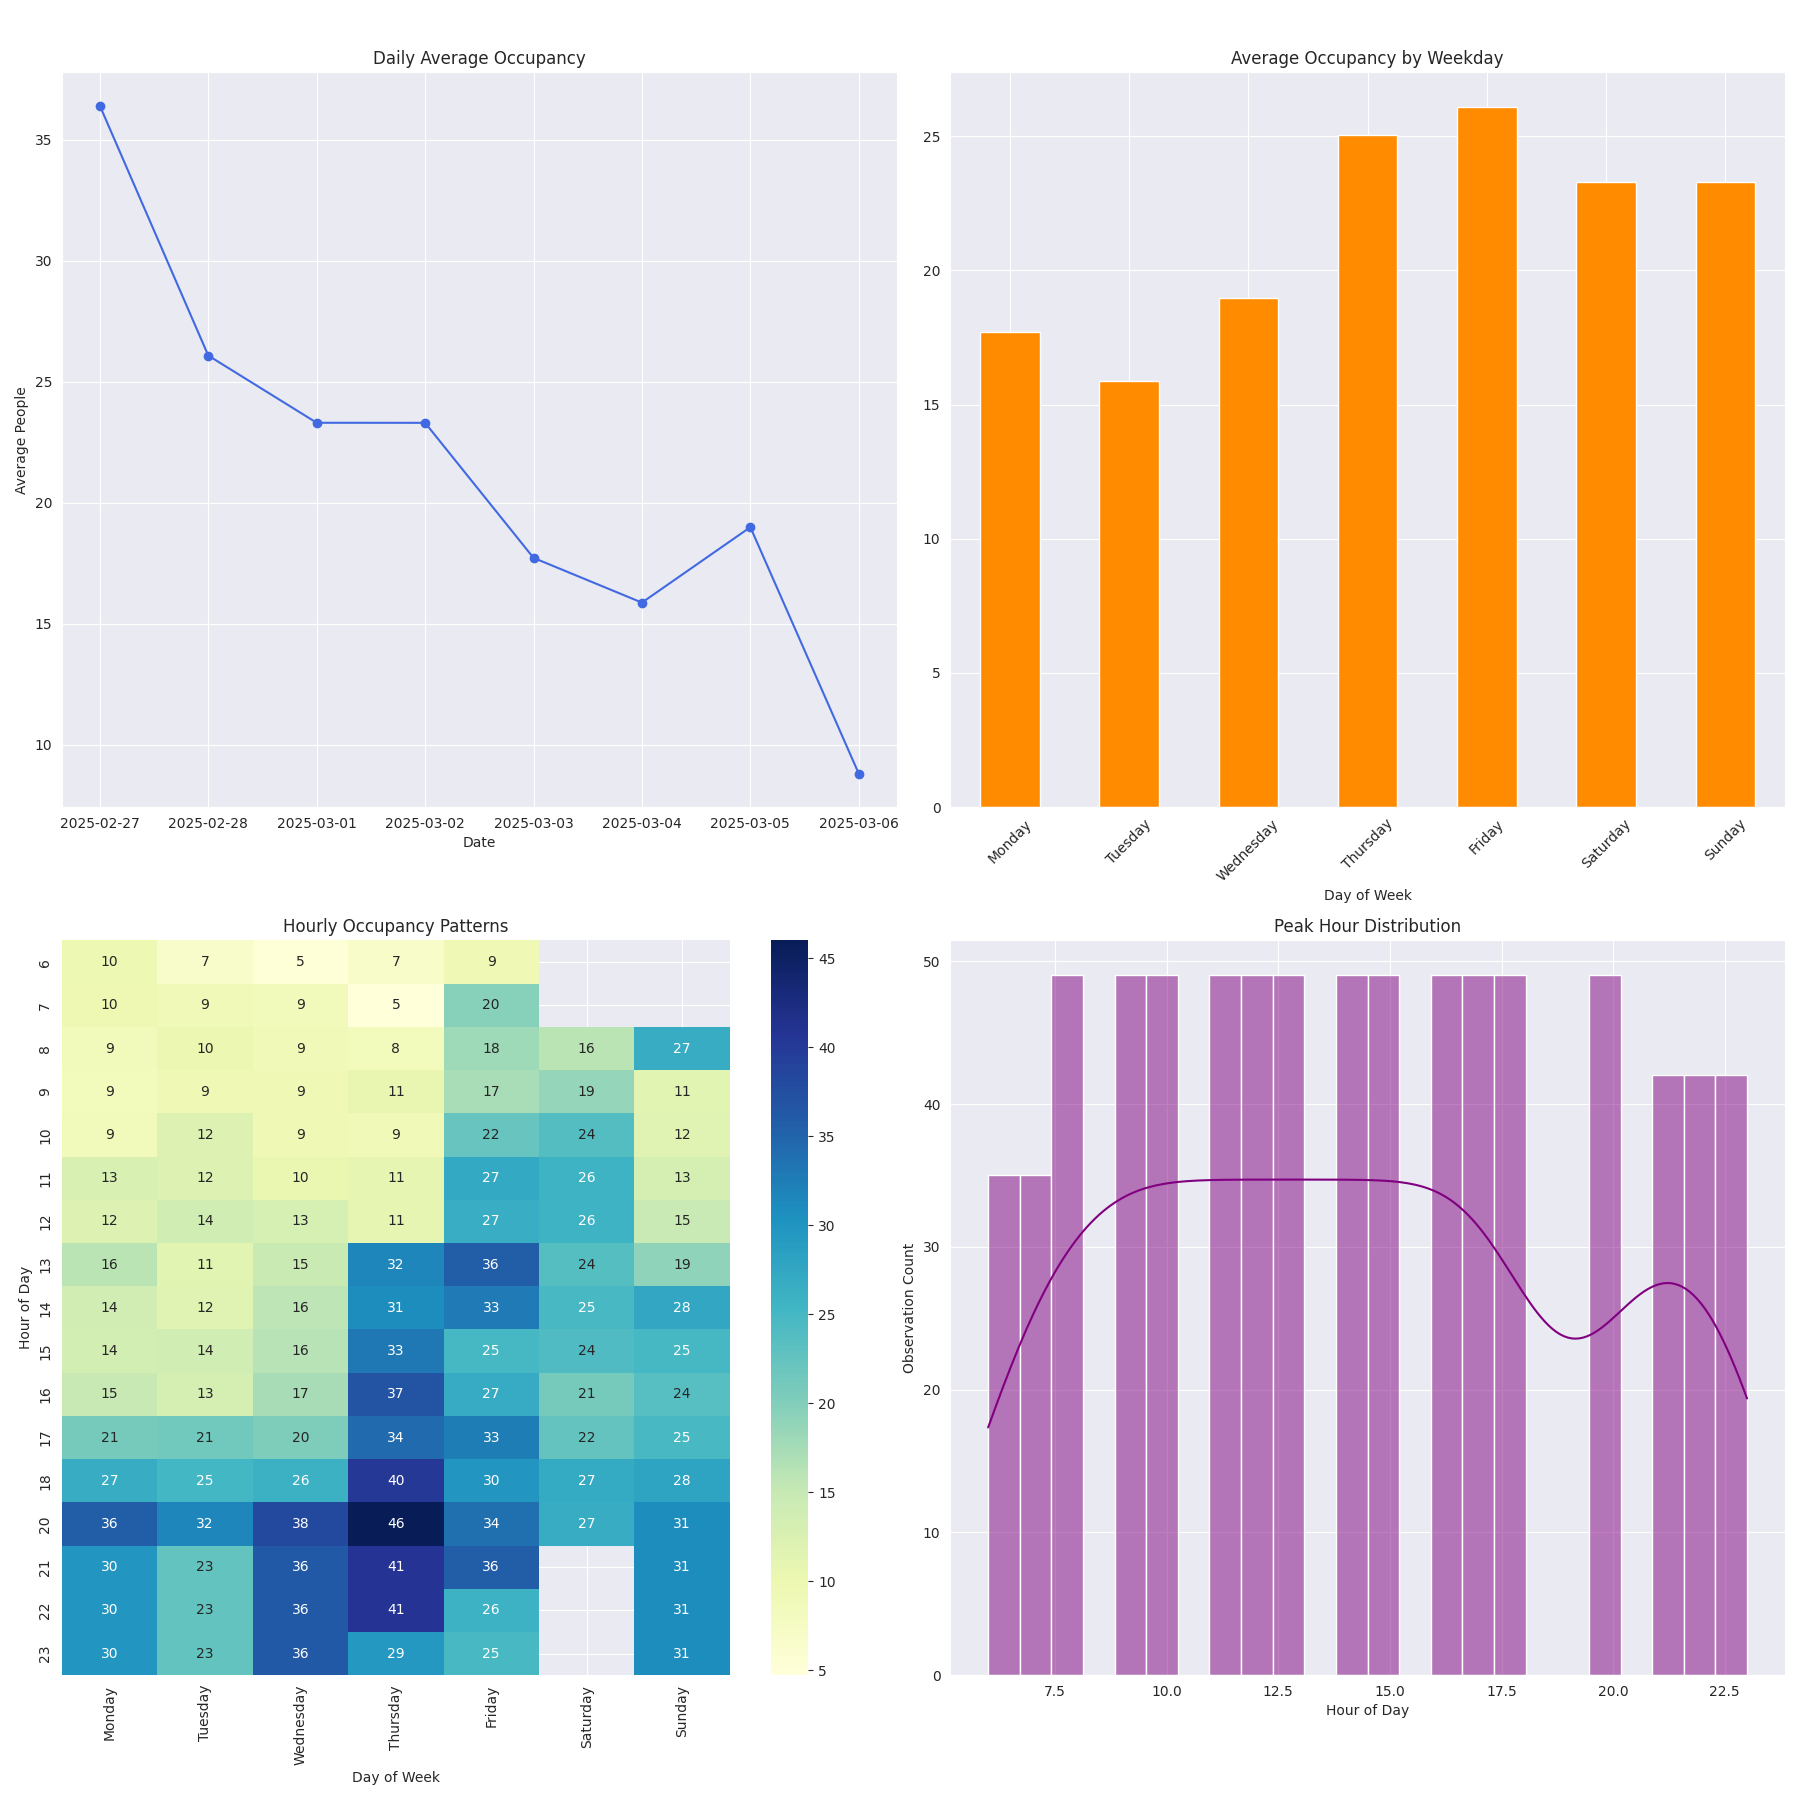 Daily Average Occupancy
35
30
25
20
15
10
Average People
2025-02-27 2025-02-28 2025-03-01 2025-03-02 2025-03-03 2025-03-04 2025-03-05 2025-03-06
Date
Average Occupancy by Weekday
25
20
15
10
5
0
Monday Tuesday Wednesday Thursday Friday Saturday Sunday
Day of Week
Hourly Occupancy Patterns
6 10 7 5 7 9
7 10 9 9 5 20
8 9 10 9 8 18 16 27
9 9 9 9 11 17 19 11
10 9 12 9 9 22 24 12
11 13 12 10 11 27 26 13
12 12 14 13 11 27 26 15
13 16 11 15 32 36 24 19
14 14 12 16 31 33 25 28
15 14 14 16 33 25 24 25
16 15 13 17 37 27 21 24
17 21 21 20 34 33 22 25
18 27 25 26 40 30 27 28
20 36 32 38 46 34 27 31
21 30 23 36 41 36 31
22 30 23 36 41 26 31
23 30 23 36 29 25 31
Hour of Day
Monday Tuesday Wednesday Thursday Friday Saturday Sunday
Day of Week
45
40
35
30
25
20
15
10
5
Peak Hour Distribution
50
40
30
20
10
0
Observation Count
7.5 10.0 12.5 15.0 17.5 20.0 22.5
Hour of Day